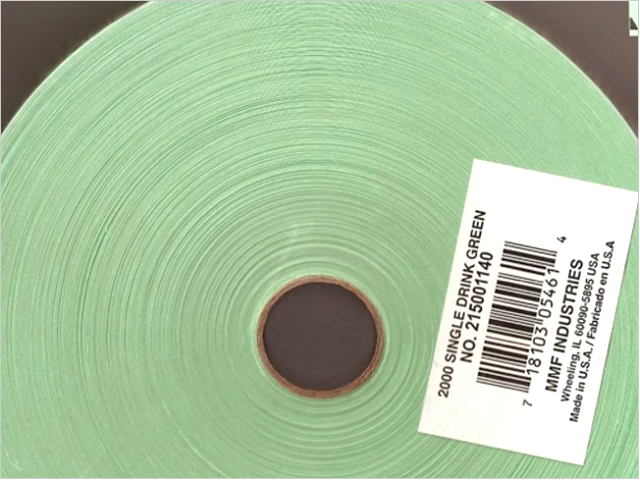 2000 SINGLE DRINK GREEN
NO. 215001140
7 18103 05461 4
MMF INDUSTRIES
Wheeling, IL 60090-5895 USA
Made in U.S.A. / Fabricado en U.S.A